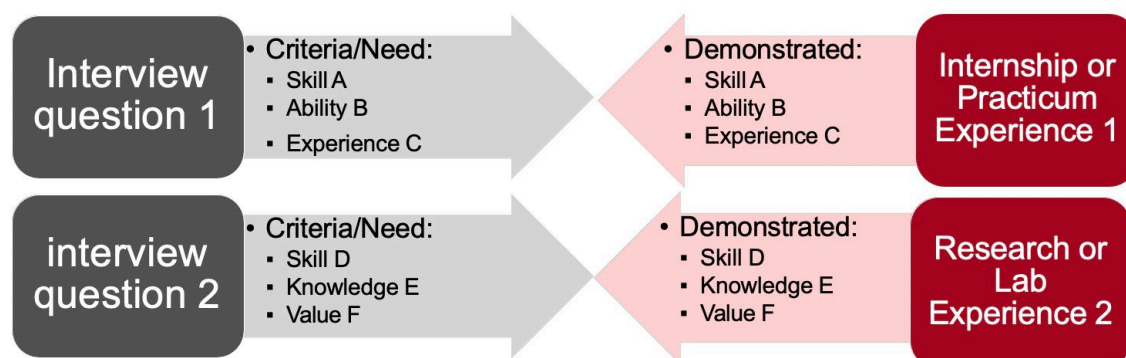 Interview
question 1
• Criteria/Need:
▪ Skill A
▪ Ability B
▪ Experience C
• Demonstrated:
▪ Skill A
▪ Ability B
▪ Experience C
Internship or
Practicum
Experience 1
interview
question 2
• Criteria/Need:
▪ Skill D
▪ Knowledge E
▪ Value F
• Demonstrated:
▪ Skill D
▪ Knowledge E
▪ Value F
Research or
Lab
Experience 2